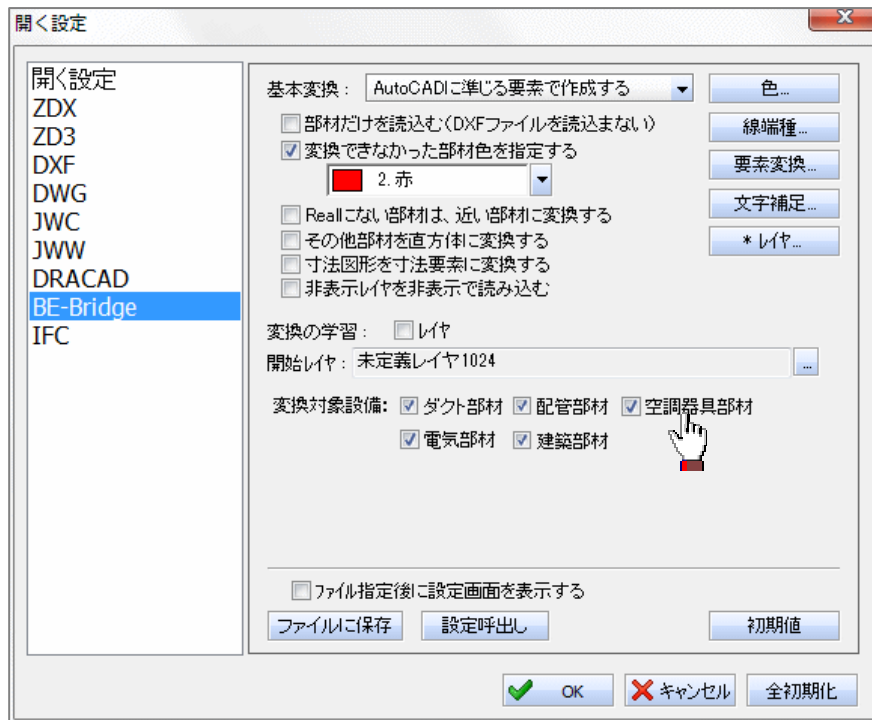 開く設定
開く設定
ZDX
ZD3
DXF
DWG
JWC
JWW
DRACAD
BE-Bridge
IFC
基本変換： AutoCADに準じる要素で作成する
色...
部材だけを読込む(DXFファイルを読込まない)
線端種...
変換できなかった部材色を指定する
要素変換...
2. 赤
文字補足...
Reallにない部材は、近い部材に変換する
その他部材を直方体に変換する
* レイヤ...
寸法図形を寸法要素に変換する
非表示レイヤを非表示で読み込む
変換の学習： レイヤ
開始レイヤ： 未定義レイヤ1024 ...
変換対象設備: ダクト部材 配管部材 空調器具部材
電気部材 建築部材
ファイル指定後に設定画面を表示する
ファイルに保存 設定呼出し 初期値
OK キャンセル 全初期化